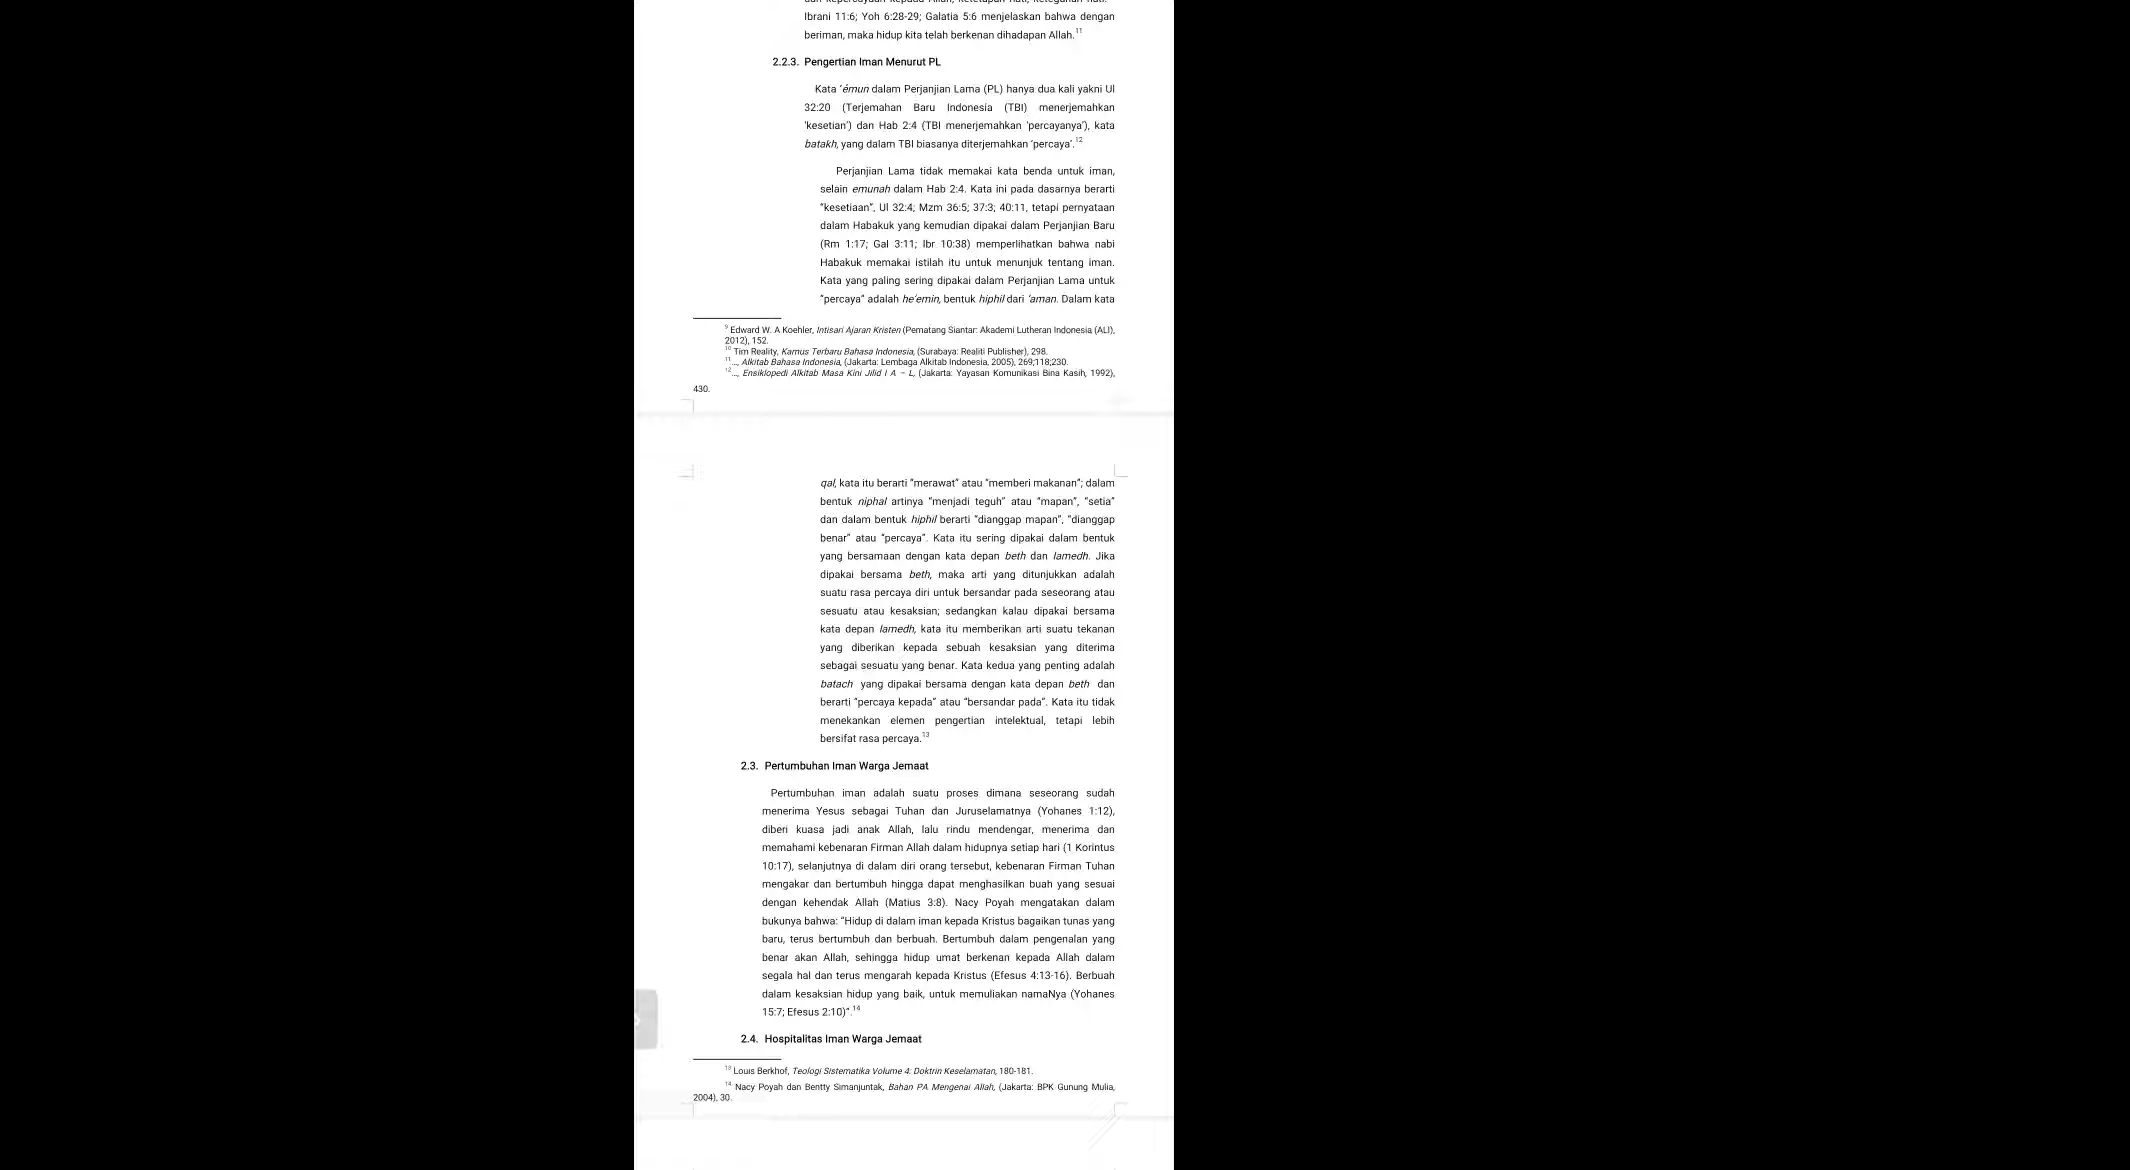 dan kepercayaan kepada Allah, ketetapan hati, keteguhan hati.
Ibrani 11:6; Yoh 6:28-29; Galatia 5:6 menjelaskan bahwa dengan
beriman, maka hidup kita telah berkenan dihadapan Allah.11
2.2.3. Pengertian Iman Menurut PL
Kata ‘ēmun dalam Perjanjian Lama (PL) hanya dua kali yakni Ul
32:20 (Terjemahan Baru Indonesia (TBI) menerjemahkan
‘kesetian’) dan Hab 2:4 (TBI menerjemahkan ‘percayanya’), kata
batakh, yang dalam TBI biasanya diterjemahkan ‘percaya’.12
Perjanjian Lama tidak memakai kata benda untuk iman,
selain emunah dalam Hab 2:4. Kata ini pada dasarnya berarti
“kesetiaan”, Ul 32:4; Mzm 36:5; 37:3; 40:11, tetapi pernyataan
dalam Habakuk yang kemudian dipakai dalam Perjanjian Baru
(Rm 1:17; Gal 3:11; Ibr 10:38) memperlihatkan bahwa nabi
Habakuk memakai istilah itu untuk menunjuk tentang iman.
Kata yang paling sering dipakai dalam Perjanjian Lama untuk
“percaya” adalah he’emin, bentuk hiphil dari ‘aman. Dalam kata
9 Edward W. A Koehler, Intisari Ajaran Kristen (Pematang Siantar: Akademi Lutheran Indonesia (ALI),
2012), 152.
10 Tim Reality, Kamus Terbaru Bahasa Indonesia, (Surabaya: Realiti Publisher), 298.
11 ..., Alkitab Bahasa Indonesia, (Jakarta: Lembaga Alkitab Indonesia, 2005), 269;118;230.
12 ..., Ensiklopedi Alkitab Masa Kini Jilid I A – L, (Jakarta: Yayasan Komunikasi Bina Kasih, 1992),
430.
qal, kata itu berarti “merawat” atau “memberi makanan”; dalam
bentuk niphal artinya “menjadi teguh” atau “mapan”, “setia”
dan dalam bentuk hiphil berarti “dianggap mapan”, “dianggap
benar” atau “percaya”. Kata itu sering dipakai dalam bentuk
yang bersamaan dengan kata depan beth dan lamedh. Jika
dipakai bersama beth, maka arti yang ditunjukkan adalah
suatu rasa percaya diri untuk bersandar pada seseorang atau
sesuatu atau kesaksian; sedangkan kalau dipakai bersama
kata depan lamedh, kata itu memberikan arti suatu tekanan
yang diberikan kepada sebuah kesaksian yang diterima
sebagai sesuatu yang benar. Kata kedua yang penting adalah
batach yang dipakai bersama dengan kata depan beth dan
berarti “percaya kepada” atau “bersandar pada”. Kata itu tidak
menekankan elemen pengertian intelektual, tetapi lebih
bersifat rasa percaya.13
2.3. Pertumbuhan Iman Warga Jemaat
Pertumbuhan iman adalah suatu proses dimana seseorang sudah
menerima Yesus sebagai Tuhan dan Juruselamatnya (Yohanes 1:12),
diberi kuasa jadi anak Allah, lalu rindu mendengar, menerima dan
memahami kebenaran Firman Allah dalam hidupnya setiap hari (1 Korintus
10:17), selanjutnya di dalam diri orang tersebut, kebenaran Firman Tuhan
mengakar dan bertumbuh hingga dapat menghasilkan buah yang sesuai
dengan kehendak Allah (Matius 3:8). Nacy Poyah mengatakan dalam
bukunya bahwa: “Hidup di dalam iman kepada Kristus bagaikan tunas yang
baru, terus bertumbuh dan berbuah. Bertumbuh dalam pengenalan yang
benar akan Allah, sehingga hidup umat berkenan kepada Allah dalam
segala hal dan terus mengarah kepada Kristus (Efesus 4:13-16). Berbuah
dalam kesaksian hidup yang baik, untuk memuliakan namaNya (Yohanes
15:7; Efesus 2:10)”.14
2.4. Hospitalitas Iman Warga Jemaat
13 Louis Berkhof, Teologi Sistematika Volume 4: Doktrin Keselamatan, 180-181.
14 Nacy Poyah dan Bentty Simanjuntak, Bahan PA Mengenai Allah, (Jakarta: BPK Gunung Mulia,
2004), 30.